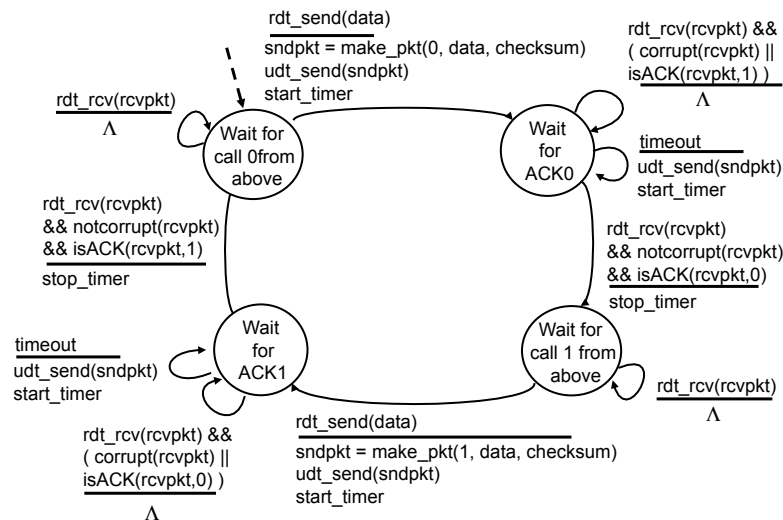 rdt_send(data)
sndpkt = make_pkt(0, data, checksum)
udt_send(sndpkt)
start_timer
rdt_rcv(rcvpkt) &&
( corrupt(rcvpkt) ||
isACK(rcvpkt,1) )
Λ
rdt_rcv(rcvpkt)
Λ
Wait for
call 0from
above
Wait
for
ACK0
timeout
udt_send(sndpkt)
start_timer
rdt_rcv(rcvpkt)
&& notcorrupt(rcvpkt)
&& isACK(rcvpkt,1)
stop_timer
rdt_rcv(rcvpkt)
&& notcorrupt(rcvpkt)
&& isACK(rcvpkt,0)
stop_timer
timeout
udt_send(sndpkt)
start_timer
Wait
for
ACK1
Wait for
call 1 from
above
rdt_rcv(rcvpkt)
Λ
rdt_rcv(rcvpkt) &&
( corrupt(rcvpkt) ||
isACK(rcvpkt,0) )
Λ
rdt_send(data)
sndpkt = make_pkt(1, data, checksum)
udt_send(sndpkt)
start_timer